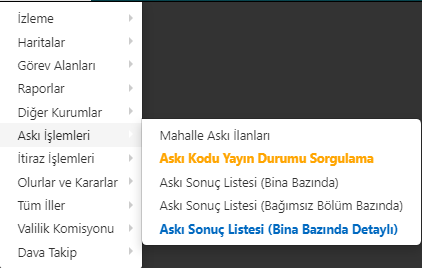 İzleme
Haritalar
Görev Alanları
Raporlar
Diğer Kurumlar
Askı İşlemleri
İtiraz İşlemleri
Olurlar ve Kararlar
Tüm İller
Valilik Komisyonu
Dava Takip
Mahalle Askı İlanları
Askı Kodu Yayın Durumu Sorgulama
Askı Sonuç Listesi (Bina Bazında)
Askı Sonuç Listesi (Bağımsız Bölüm Bazında)
Askı Sonuç Listesi (Bina Bazında Detaylı)